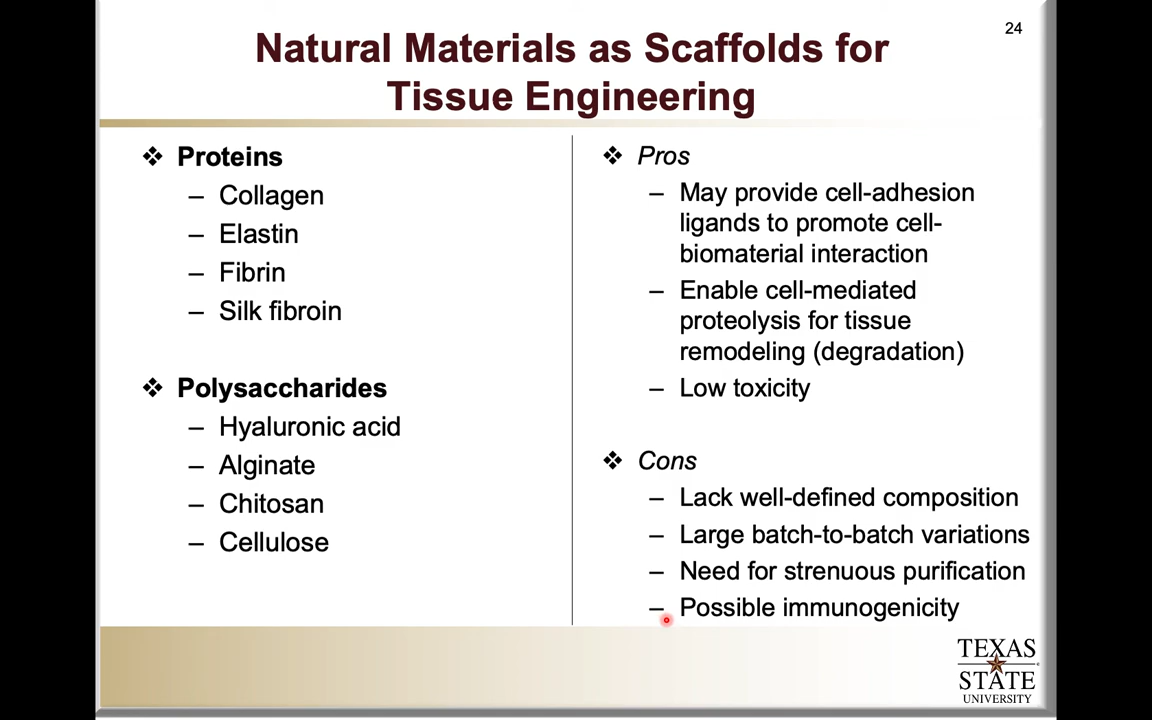 24
Natural Materials as Scaffolds for
Tissue Engineering
❖ Proteins
– Collagen
– Elastin
– Fibrin
– Silk fibroin
❖ Polysaccharides
– Hyaluronic acid
– Alginate
– Chitosan
– Cellulose
❖ Pros
– May provide cell-adhesion
ligands to promote cell-
biomaterial interaction
– Enable cell-mediated
proteolysis for tissue
remodeling (degradation)
– Low toxicity
❖ Cons
– Lack well-defined composition
– Large batch-to-batch variations
– Need for strenuous purification
– Possible immunogenicity
TEXAS
STATE
UNIVERSITY